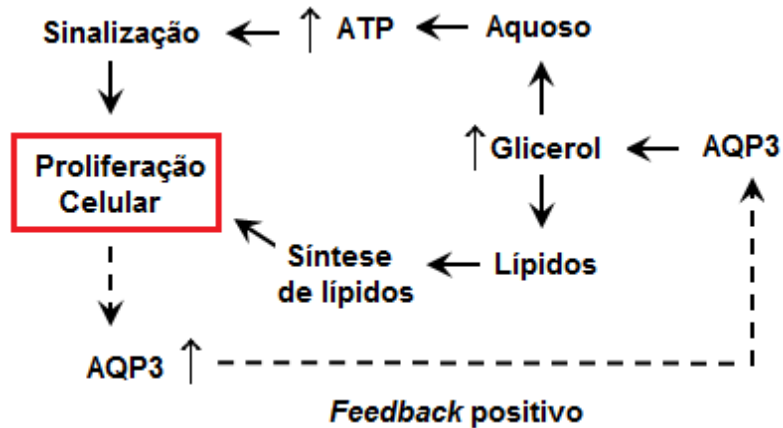 Sinalização ← ↑ ATP ← Aquoso
Proliferação
Celular
↑ Glicerol ← AQP3
Síntese
de lípidos
← Lípidos
AQP3 ↑
Feedback positivo